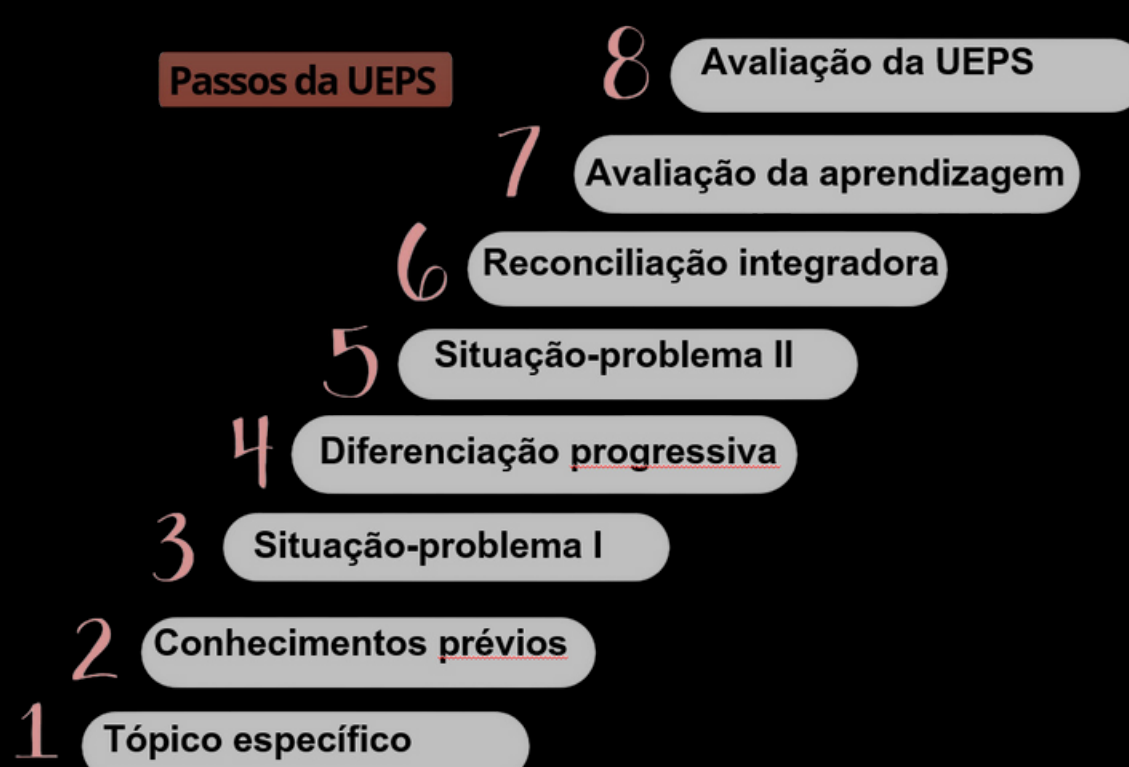 Passos da UEPS
8 Avaliação da UEPS
7 Avaliação da aprendizagem
6 Reconciliação integradora
5 Situação-problema II
4 Diferenciação progressiva
3 Situação-problema I
2 Conhecimentos prévios
1 Tópico específico